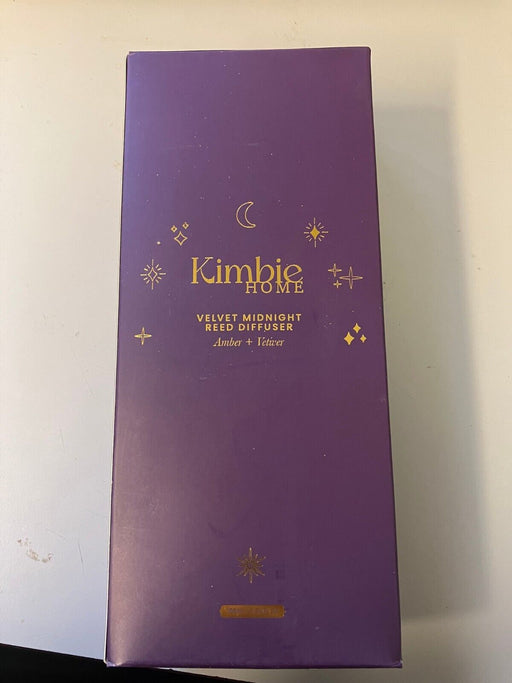 Kimbie
HOME
VELVET MIDNIGHT
REED DIFFUSER
Amber + Vetiver